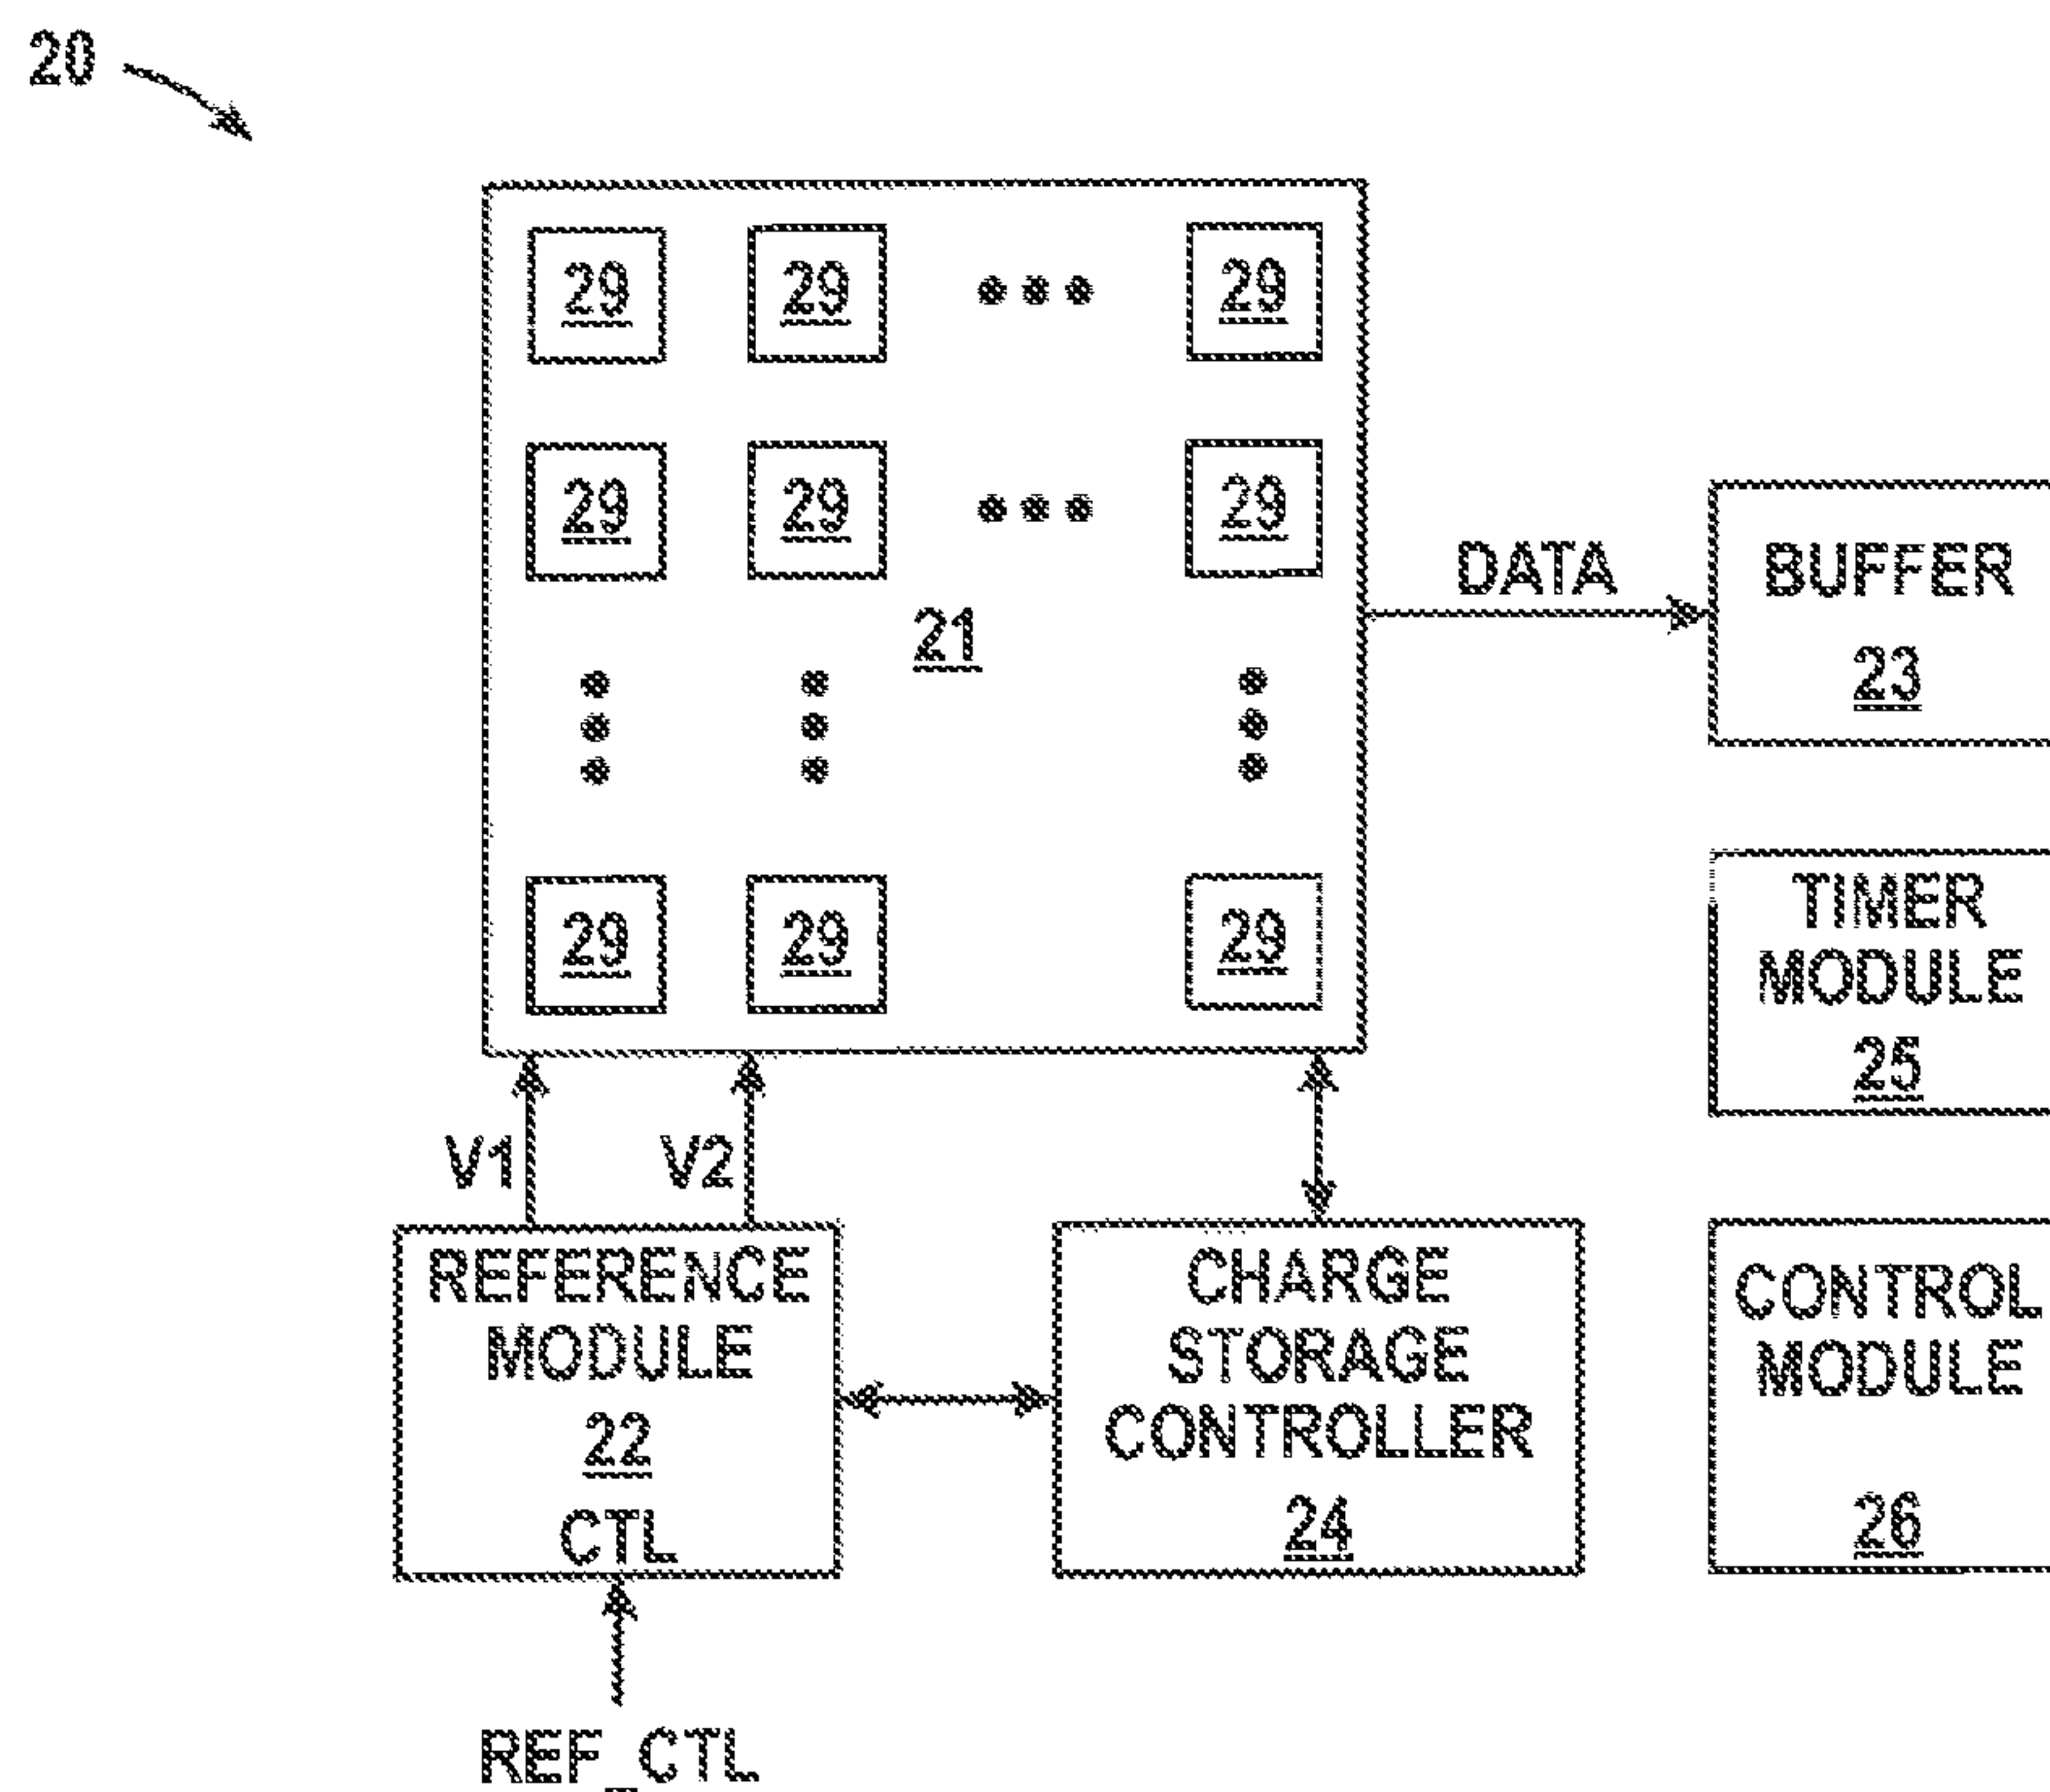 20
29 29 29
29 29 29
21
DATA
BUFFER
23
29 29 29
TIMER
MODULE
25
V1 V2
REFERENCE
MODULE
22
CTL
CHARGE
STORAGE
CONTROLLER
24
CONTROL
MODULE
26
REF_CTL